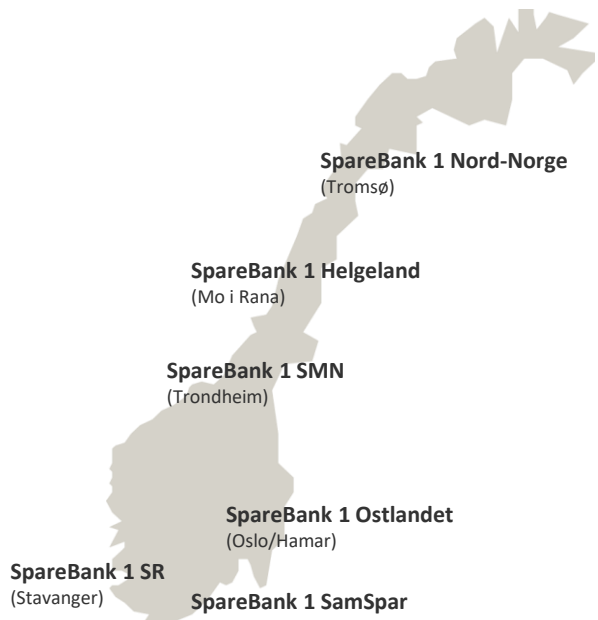 SpareBank 1 Nord-Norge
(Tromsø)
SpareBank 1 Helgeland
(Mo i Rana)
SpareBank 1 SMN
(Trondheim)
SpareBank 1 Ostlandet
(Oslo/Hamar)
SpareBank 1 SR
(Stavanger)
SpareBank 1 SamSpar